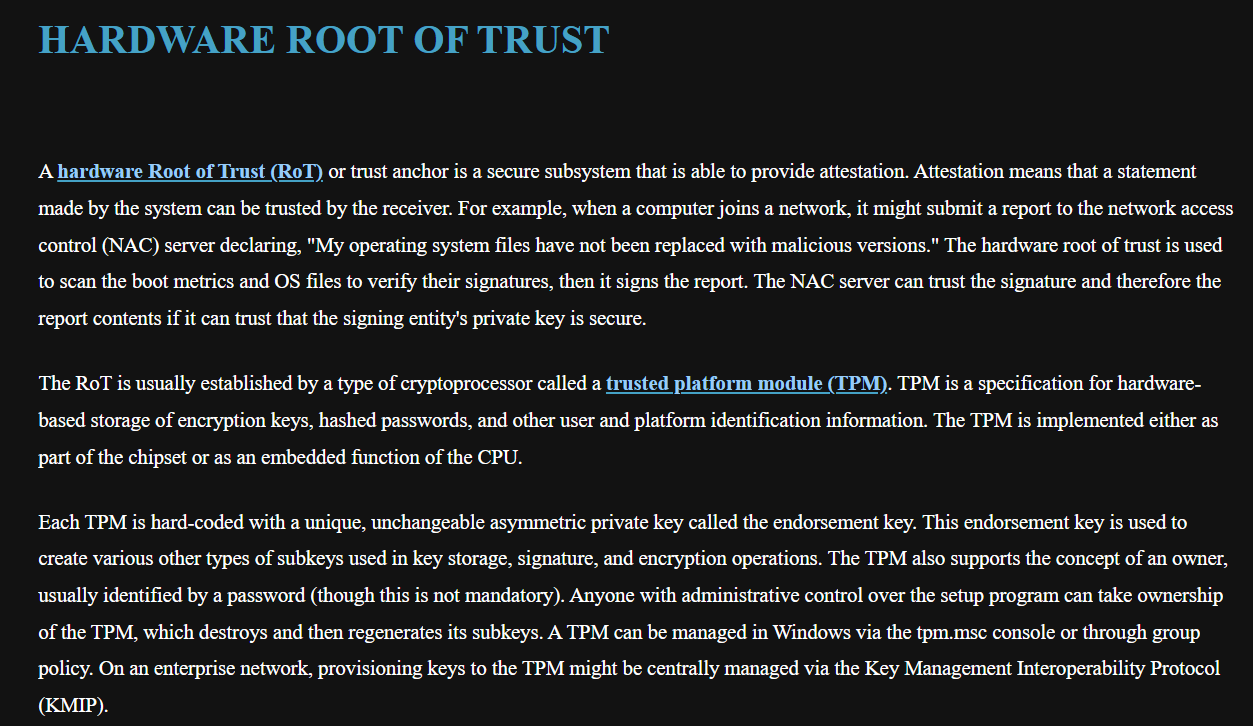 HARDWARE ROOT OF TRUST
A hardware Root of Trust (RoT) or trust anchor is a secure subsystem that is able to provide attestation. Attestation means that a statement
made by the system can be trusted by the receiver. For example, when a computer joins a network, it might submit a report to the network access
control (NAC) server declaring, "My operating system files have not been replaced with malicious versions." The hardware root of trust is used
to scan the boot metrics and OS files to verify their signatures, then it signs the report. The NAC server can trust the signature and therefore the
report contents if it can trust that the signing entity's private key is secure.
The RoT is usually established by a type of cryptoprocessor called a trusted platform module (TPM). TPM is a specification for hardware-
based storage of encryption keys, hashed passwords, and other user and platform identification information. The TPM is implemented either as
part of the chipset or as an embedded function of the CPU.
Each TPM is hard-coded with a unique, unchangeable asymmetric private key called the endorsement key. This endorsement key is used to
create various other types of subkeys used in key storage, signature, and encryption operations. The TPM also supports the concept of an owner,
usually identified by a password (though this is not mandatory). Anyone with administrative control over the setup program can take ownership
of the TPM, which destroys and then regenerates its subkeys. A TPM can be managed in Windows via the tpm.msc console or through group
policy. On an enterprise network, provisioning keys to the TPM might be centrally managed via the Key Management Interoperability Protocol
(KMIP).